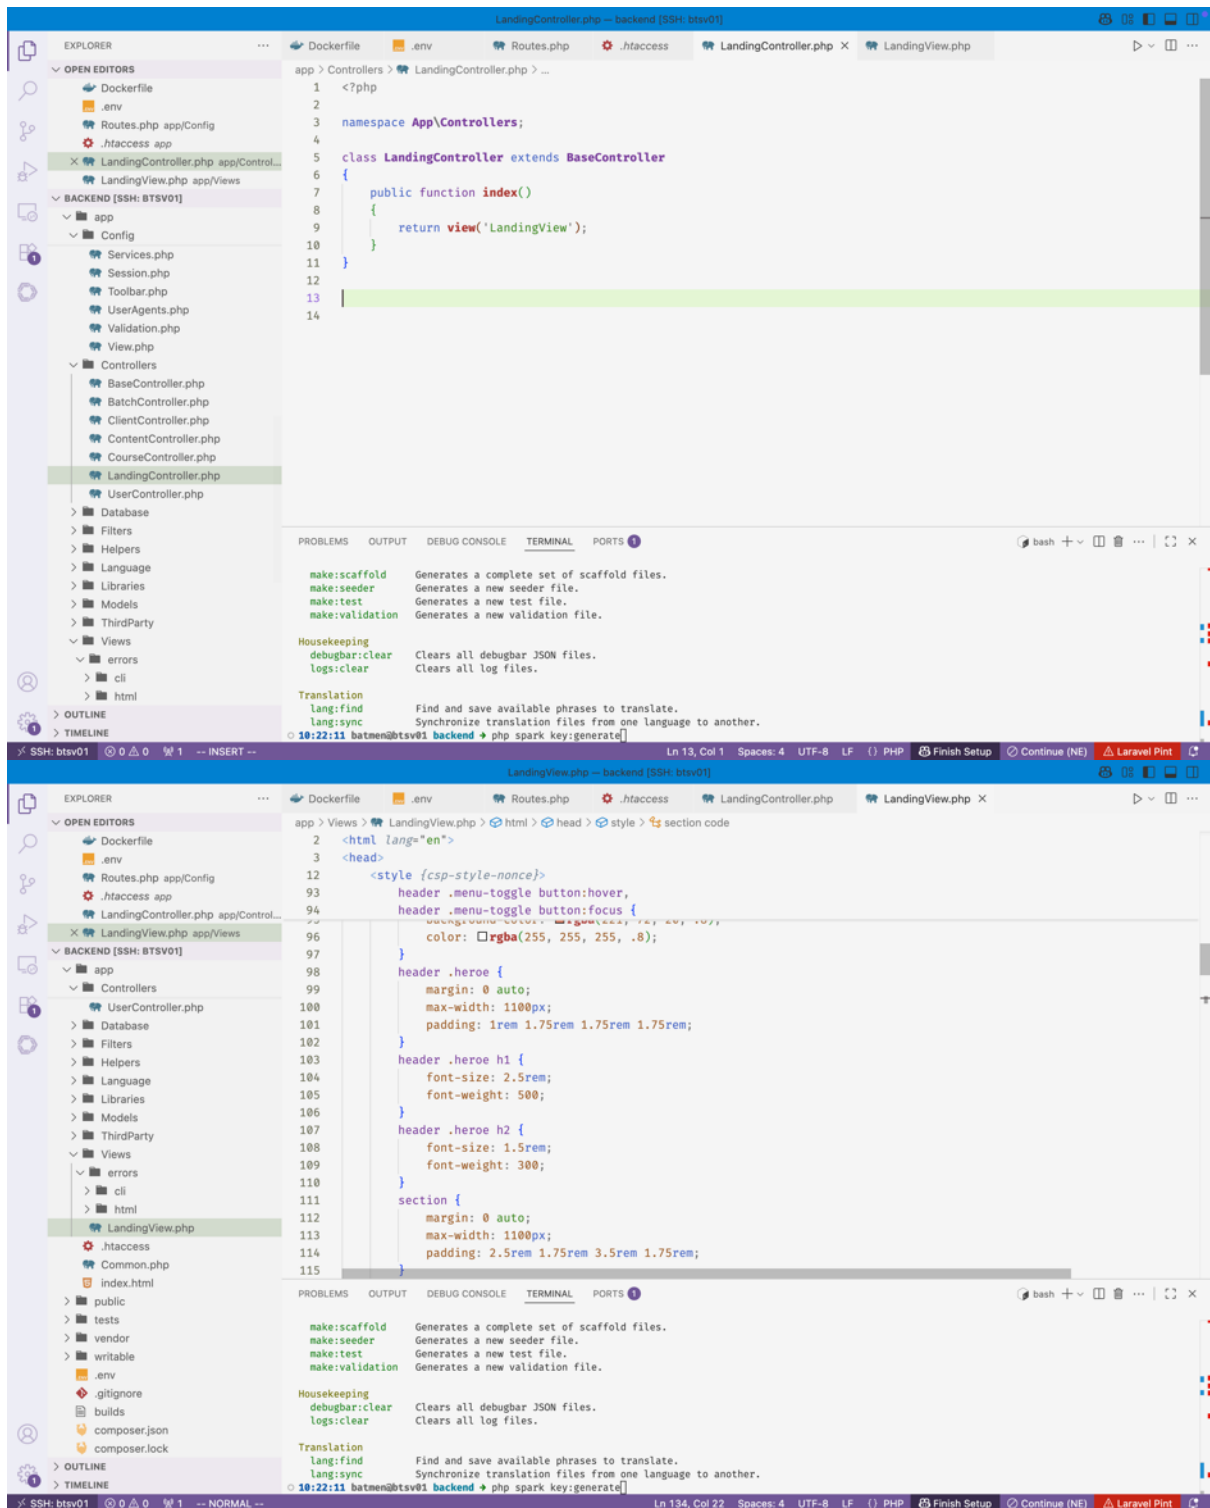 LandingController.php — backend [SSH: btsv01]
EXPLORER
Dockerfile
.env
Routes.php
.htaccess
LandingController.php
LandingView.php
OPEN EDITORS
Dockerfile
.env
Routes.php app/Config
.htaccess app
LandingController.php app/Control...
LandingView.php app/Views
BACKEND [SSH: BTSV01]
app
Config
Services.php
Session.php
Toolbar.php
UserAgents.php
Validation.php
View.php
Controllers
BaseController.php
BatchController.php
ClientController.php
ContentController.php
CourseController.php
LandingController.php
UserController.php
Database
Filters
Helpers
Language
Libraries
Models
ThirdParty
Views
errors
cli
html
OUTLINE
TIMELINE
app > Controllers > LandingController.php > ...
1 <?php
2
3 namespace App\Controllers;
4
5 class LandingController extends BaseController
6 {
7 public function index()
8 {
9 return view('LandingView');
10 }
11 }
12
13
14
PROBLEMS OUTPUT DEBUG CONSOLE TERMINAL PORTS 1
bash
make:scaffold Generates a complete set of scaffold files.
make:seeder Generates a new seeder file.
make:test Generates a new test file.
make:validation Generates a new validation file.
Housekeeping
debugbar:clear Clears all debugbar JSON files.
logs:clear Clears all log files.
Translation
lang:find Find and save available phrases to translate.
lang:sync Synchronize translation files from one language to another.
10:22:11 batmen@btsv01 backend → php spark key:generate
SSH: btsv01 0 0 1 -- INSERT -- Ln 13, Col 1 Spaces: 4 UTF-8 LF {} PHP Finish Setup Continue (NE) Laravel Pint
LandingView.php — backend [SSH: btsv01]
EXPLORER
Dockerfile
.env
Routes.php
.htaccess
LandingController.php
LandingView.php
OPEN EDITORS
Dockerfile
.env
Routes.php app/Config
.htaccess app
LandingController.php app/Control...
LandingView.php app/Views
BACKEND [SSH: BTSV01]
app
Controllers
UserController.php
Database
Filters
Helpers
Language
Libraries
Models
ThirdParty
Views
errors
cli
html
LandingView.php
.htaccess
Common.php
index.html
public
tests
vendor
writable
.env
.gitignore
builds
composer.json
composer.lock
OUTLINE
TIMELINE
app > Views > LandingView.php > html > head > style > section code
2 <html lang="en">
3 <head>
12 <style {csp-style-nonce}>
93 header .menu-toggle button:hover,
94 header .menu-toggle button:focus {
96 color: rgba(255, 255, 255, .8);
97 }
98 header .heroe {
99 margin: 0 auto;
100 max-width: 1100px;
101 padding: 1rem 1.75rem 1.75rem 1.75rem;
102 }
103 header .heroe h1 {
104 font-size: 2.5rem;
105 font-weight: 500;
106 }
107 header .heroe h2 {
108 font-size: 1.5rem;
109 font-weight: 300;
110 }
111 section {
112 margin: 0 auto;
113 max-width: 1100px;
114 padding: 2.5rem 1.75rem 3.5rem 1.75rem;
115 }
PROBLEMS OUTPUT DEBUG CONSOLE TERMINAL PORTS 1
bash
make:scaffold Generates a complete set of scaffold files.
make:seeder Generates a new seeder file.
make:test Generates a new test file.
make:validation Generates a new validation file.
Housekeeping
debugbar:clear Clears all debugbar JSON files.
logs:clear Clears all log files.
Translation
lang:find Find and save available phrases to translate.
lang:sync Synchronize translation files from one language to another.
10:22:11 batmen@btsv01 backend → php spark key:generate
SSH: btsv01 0 0 1 -- NORMAL -- Ln 134, Col 22 Spaces: 4 UTF-8 LF {} PHP Finish Setup Continue (NE) Laravel Pint